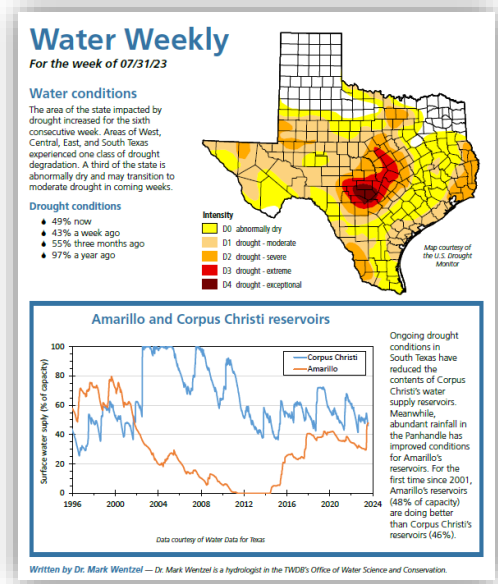 Water Weekly
For the week of 07/31/23
Water conditions
The area of the state impacted by
drought increased for the sixth
consecutive week. Areas of West,
Central, East, and South Texas
experienced one class of drought
degradation. A third of the state is
abnormally dry and may transition to
moderate drought in coming weeks.
Drought conditions
49% now
43% a week ago
55% three months ago
97% a year ago
Intensity
D0 abnormally dry
D1 drought - moderate
D2 drought - severe
D3 drought - extreme
D4 drought - exceptional
Map courtesy of
the U.S. Drought
Monitor
Amarillo and Corpus Christi reservoirs
Surface water suply (% of capacity)
100
80
60
40
20
0
1996
2000
2004
2008
2012
2016
2020
2024
Corpus Christi
Amarillo
Data courtesy of Water Data for Texas
Ongoing drought
conditions in
South Texas have
reduced the
contents of Corpus
Christi's water
supply reservoirs.
Meanwhile,
abundant rainfall in
the Panhandle has
improved conditions
for Amarillo's
reservoirs. For the
first time since 2001,
Amarillo's reservoirs
(48% of capacity)
are doing better
than Corpus Christi's
reservoirs (46%).
Written by Dr. Mark Wentzel — Dr. Mark Wentzel is a hydrologist in the TWDB's Office of Water Science and Conservation.